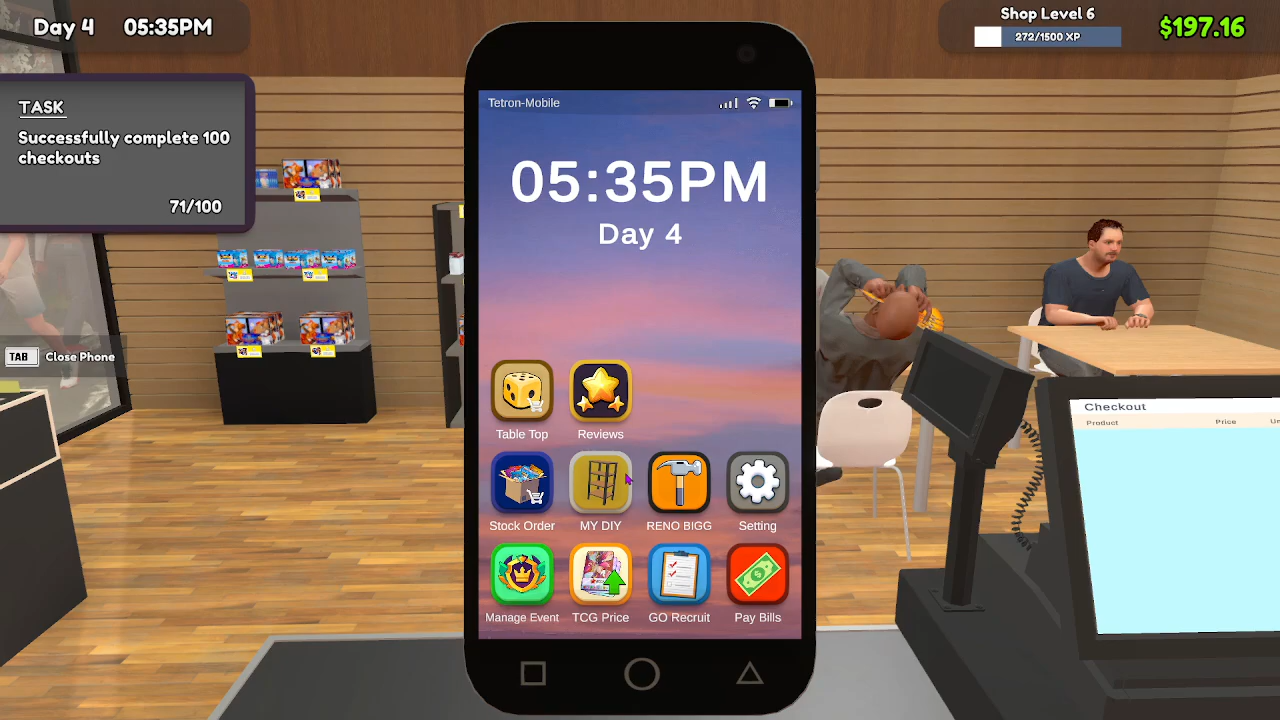 Day 4 05:35PM
Shop Level 6
272/1500 XP
$197.16
TASK
Successfully complete 100
checkouts
71/100
TAB Close Phone
Tetron-Mobile
05:35PM
Day 4
Table Top
Reviews
Stock Order
MY DIY
RENO BIGG
Setting
Manage Event
TCG Price
GO Recruit
Pay Bills
Checkout
Product Price